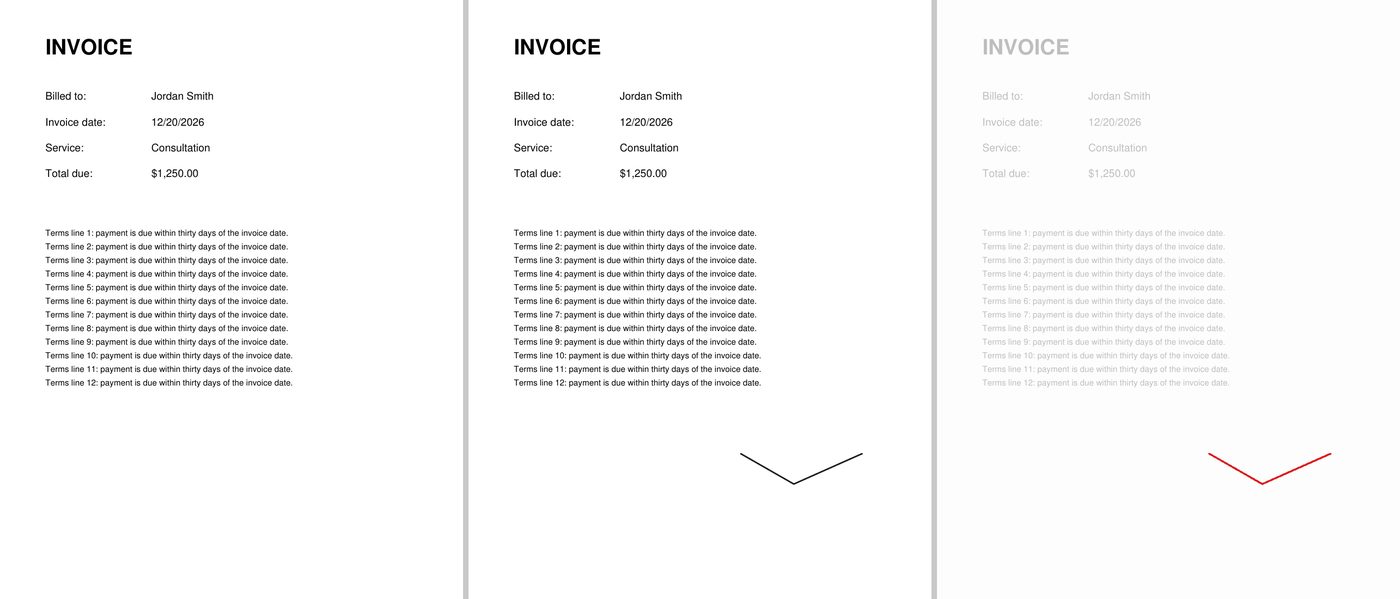 INVOICE
Billed to: Jordan Smith
Invoice date: 12/20/2026
Service: Consultation
Total due: $1,250.00
Terms line 1: payment is due within thirty days of the invoice date.
Terms line 2: payment is due within thirty days of the invoice date.
Terms line 3: payment is due within thirty days of the invoice date.
Terms line 4: payment is due within thirty days of the invoice date.
Terms line 5: payment is due within thirty days of the invoice date.
Terms line 6: payment is due within thirty days of the invoice date.
Terms line 7: payment is due within thirty days of the invoice date.
Terms line 8: payment is due within thirty days of the invoice date.
Terms line 9: payment is due within thirty days of the invoice date.
Terms line 10: payment is due within thirty days of the invoice date.
Terms line 11: payment is due within thirty days of the invoice date.
Terms line 12: payment is due within thirty days of the invoice date.
INVOICE
Billed to: Jordan Smith
Invoice date: 12/20/2026
Service: Consultation
Total due: $1,250.00
Terms line 1: payment is due within thirty days of the invoice date.
Terms line 2: payment is due within thirty days of the invoice date.
Terms line 3: payment is due within thirty days of the invoice date.
Terms line 4: payment is due within thirty days of the invoice date.
Terms line 5: payment is due within thirty days of the invoice date.
Terms line 6: payment is due within thirty days of the invoice date.
Terms line 7: payment is due within thirty days of the invoice date.
Terms line 8: payment is due within thirty days of the invoice date.
Terms line 9: payment is due within thirty days of the invoice date.
Terms line 10: payment is due within thirty days of the invoice date.
Terms line 11: payment is due within thirty days of the invoice date.
Terms line 12: payment is due within thirty days of the invoice date.
INVOICE
Billed to: Jordan Smith
Invoice date: 12/20/2026
Service: Consultation
Total due: $1,250.00
Terms line 1: payment is due within thirty days of the invoice date.
Terms line 2: payment is due within thirty days of the invoice date.
Terms line 3: payment is due within thirty days of the invoice date.
Terms line 4: payment is due within thirty days of the invoice date.
Terms line 5: payment is due within thirty days of the invoice date.
Terms line 6: payment is due within thirty days of the invoice date.
Terms line 7: payment is due within thirty days of the invoice date.
Terms line 8: payment is due within thirty days of the invoice date.
Terms line 9: payment is due within thirty days of the invoice date.
Terms line 10: payment is due within thirty days of the invoice date.
Terms line 11: payment is due within thirty days of the invoice date.
Terms line 12: payment is due within thirty days of the invoice date.